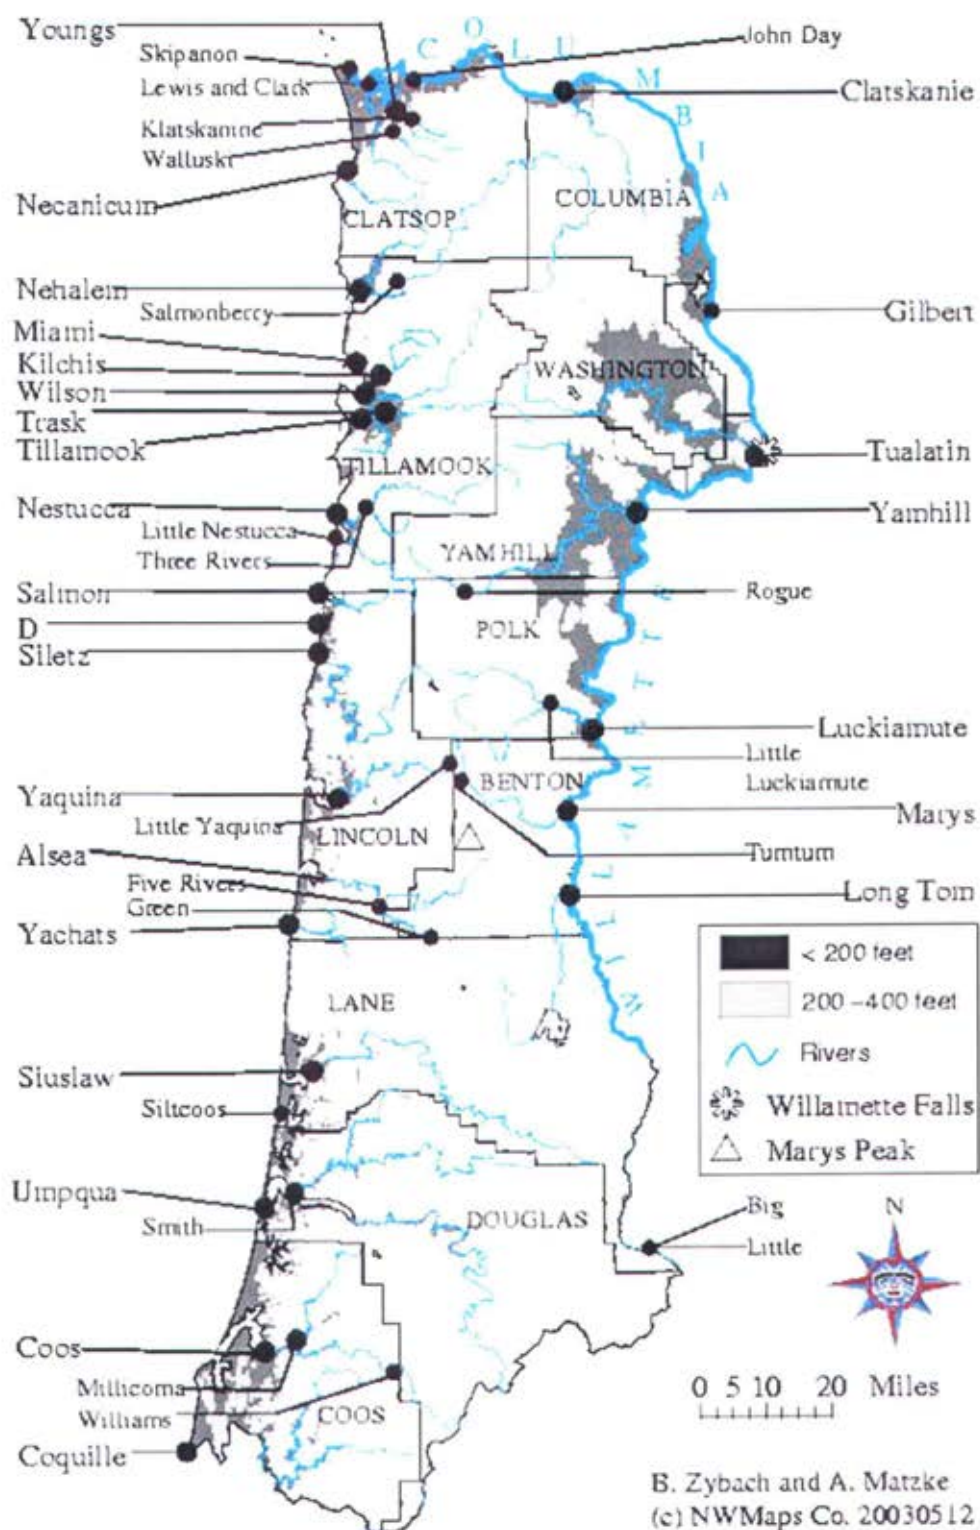 Youngs
Skipanon
Lewis and Clark
Klatskanine
Walluski
Necanicum
Nehalem
Salmonberry
Miami
Kilchis
Wilson
Trask
Tillamook
Nestucca
Little Nestucca
Three Rivers
Salmon
D
Siletz
Yaquina
Little Yaquina
Alsea
Five Rivers
Green
Yachats
Siuslaw
Siltcoos
Umpqua
Smith
Coos
Millicoma
Williams
Coquille
COLUMBIA
WILLAMETTE
CLATSOP
COLUMBIA
WASHINGTON
TILLAMOOK
YAMHILL
POLK
BENTON
LINCOLN
LANE
DOUGLAS
COOS
John Day
Clatskanie
Gilbert
Tualatin
Yamhill
Rogue
Luckiamute
Little
Luckiamute
Marys
Tumtum
Long Tom
< 200 feet
200-400 feet
Rivers
Willamette Falls
Marys Peak
Big
Little
N
0 5 10 20 Miles
B. Zybach and A. Matzke
(c) NWMaps Co. 20030512